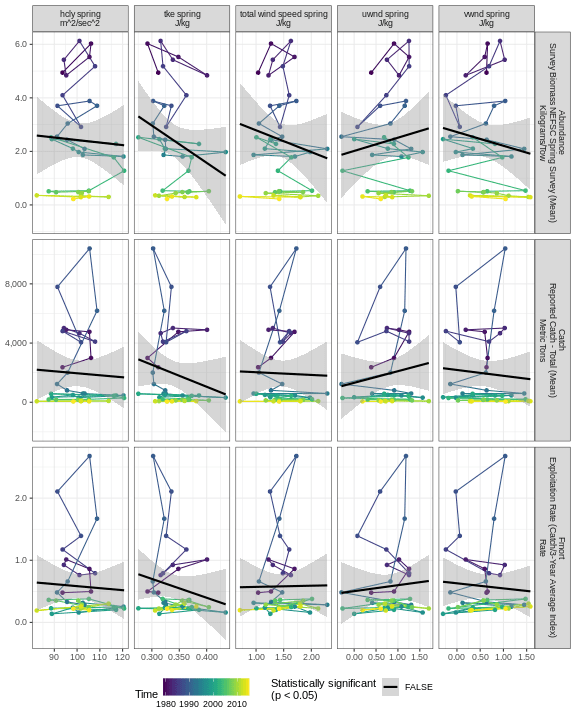 hcly spring
m^2/sec^2
tke spring
J/kg
total wind speed spring
J/kg
uwnd spring
J/kg
vwnd spring
J/kg
6.0
4.0
2.0
0.0
Abundance
Survey Biomass NEFSC Spring Survey (Mean)
Kilograms/Tow
8,000
4,000
0
Catch
Reported Catch - Total (Mean)
Metric Tons
2.0
1.0
0.0
Fmort
Exploitation Rate (Catch/3-Year Average Index)
Rate
90 100 110 120
0.300 0.350 0.400
1.00 1.50 2.00
0.00 0.50 1.00 1.50
0.00 0.50 1.00 1.50
Time
1980 1990 2000 2010
Statistically significant
(p < 0.05)
FALSE